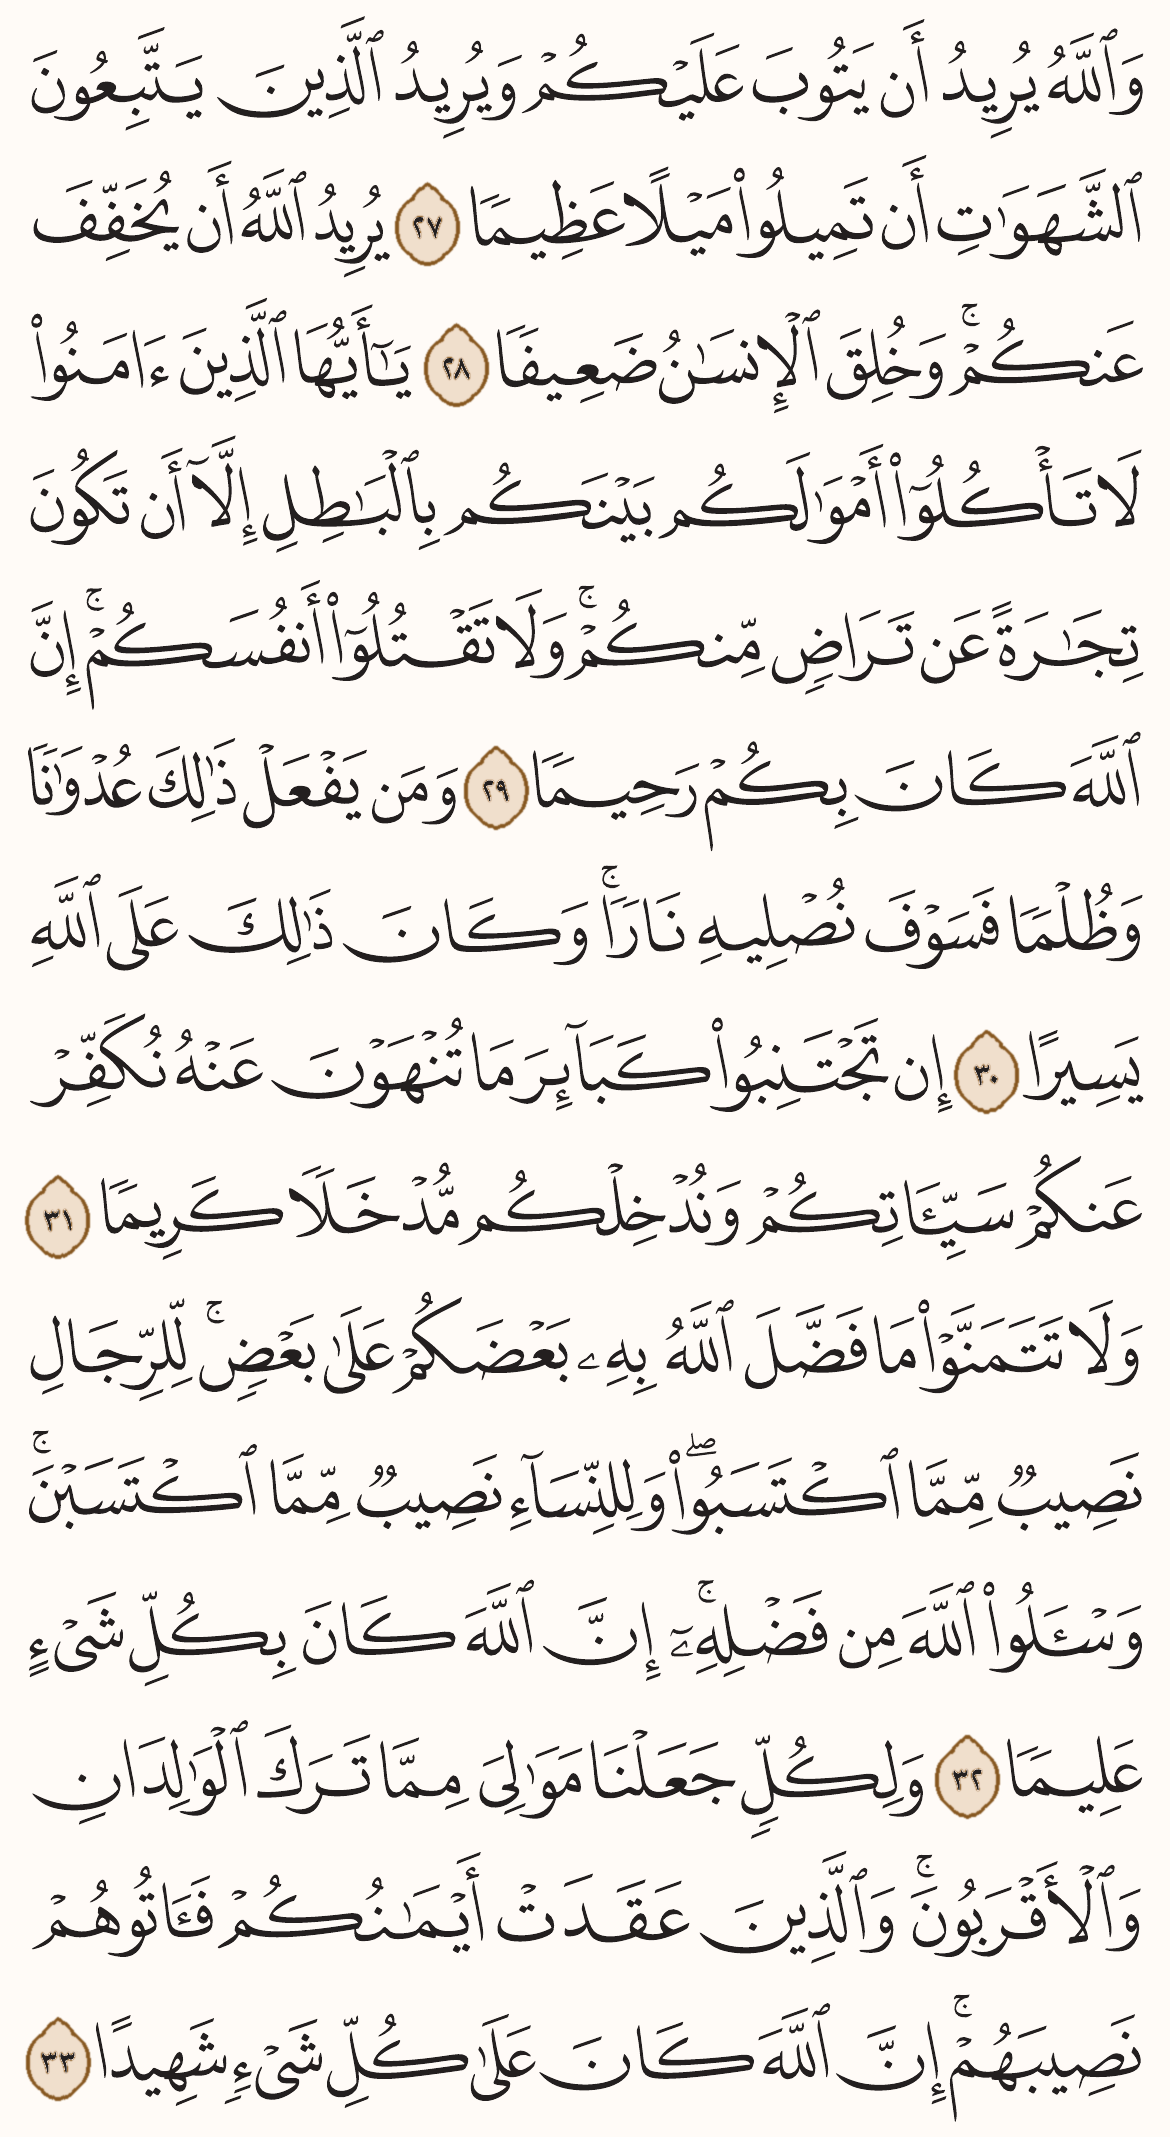 وَٱللَّهُ يُرِيدُ أَن يَتُوبَ عَلَيۡكُمۡ وَيُرِيدُ ٱلَّذِينَ يَتَّبِعُونَ
ٱلشَّهَوَٰتِ أَن تَمِيلُواْ مَيۡلًا عَظِيمٗا ٢٧ يُرِيدُ ٱللَّهُ أَن يُخَفِّفَ
عَنكُمۡۚ وَخُلِقَ ٱلۡإِنسَٰنُ ضَعِيفٗا ٢٨ يَٰٓأَيُّهَا ٱلَّذِينَ ءَامَنُواْ
لَا تَأۡكُلُوٓاْ أَمۡوَٰلَكُم بَيۡنَكُم بِٱلۡبَٰطِلِ إِلَّآ أَن تَكُونَ
تِجَٰرَةً عَن تَرَاضٖ مِّنكُمۡۚ وَلَا تَقۡتُلُوٓاْ أَنفُسَكُمۡۚ إِنَّ
ٱللَّهَ كَانَ بِكُمۡ رَحِيمٗا ٢٩ وَمَن يَفۡعَلۡ ذَٰلِكَ عُدۡوَٰنٗا
وَظُلۡمٗا فَسَوۡفَ نُصۡلِيهِ نَارٗاۚ وَكَانَ ذَٰلِكَ عَلَى ٱللَّهِ
يَسِيرًا ٣٠ إِن تَجۡتَنِبُواْ كَبَآئِرَ مَا تُنۡهَوۡنَ عَنۡهُ نُكَفِّرۡ
عَنكُمۡ سَيِّـَٔاتِكُمۡ وَنُدۡخِلۡكُم مُّدۡخَلٗا كَرِيمٗا ٣١
وَلَا تَتَمَنَّوۡاْ مَا فَضَّلَ ٱللَّهُ بِهِۦ بَعۡضَكُمۡ عَلَىٰ بَعۡضٖۚ لِّلرِّجَالِ
نَصِيبٞ مِّمَّا ٱكۡتَسَبُواْۖ وَلِلنِّسَآءِ نَصِيبٞ مِّمَّا ٱكۡتَسَبۡنَۚ
وَسۡـَٔلُواْ ٱللَّهَ مِن فَضۡلِهِۦٓۚ إِنَّ ٱللَّهَ كَانَ بِكُلِّ شَيۡءٍ
عَلِيمٗا ٣٢ وَلِكُلّٖ جَعَلۡنَا مَوَٰلِيَ مِمَّا تَرَكَ ٱلۡوَٰلِدَانِ
وَٱلۡأَقۡرَبُونَۚ وَٱلَّذِينَ عَقَدَتۡ أَيۡمَٰنُكُمۡ فَـَٔاتُوهُمۡ
نَصِيبَهُمۡۚ إِنَّ ٱللَّهَ كَانَ عَلَىٰ كُلِّ شَيۡءٖ شَهِيدًا ٣٣